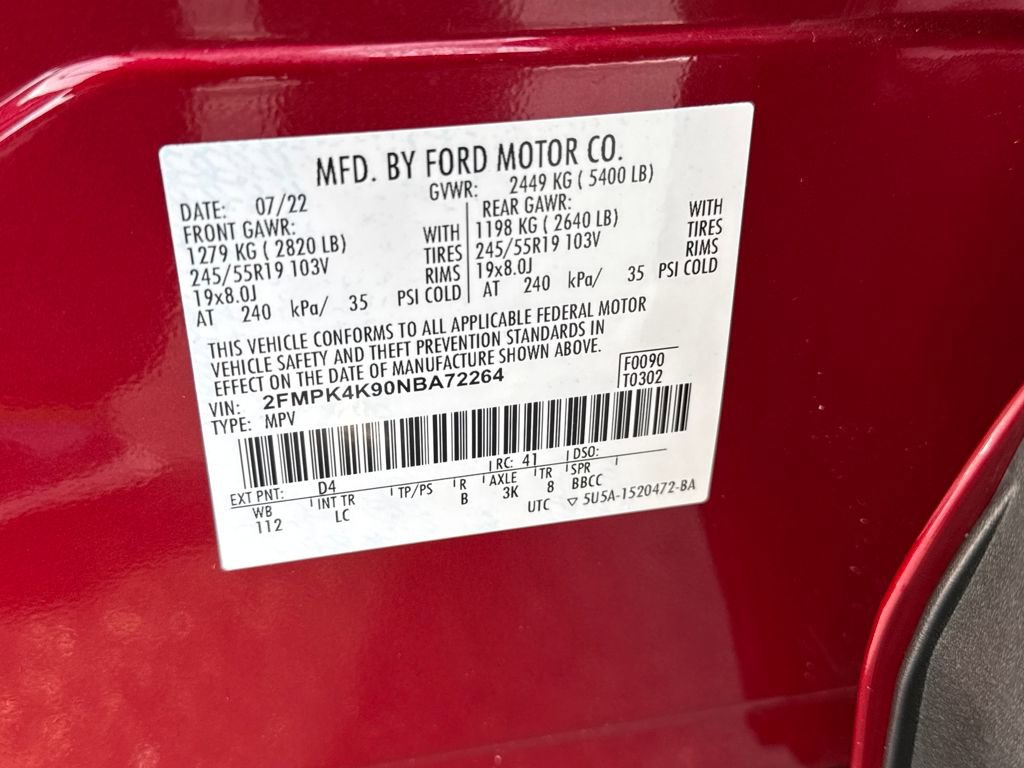 MFD. BY FORD MOTOR CO.
DATE: 07/22 GVWR: 2449 KG ( 5400 LB)
FRONT GAWR: REAR GAWR:
1279 KG ( 2820 LB) WITH 1198 KG ( 2640 LB) WITH
245/55R19 103V TIRES 245/55R19 103V TIRES
19x8.0J RIMS 19x8.0J RIMS
AT 240 kPa/ 35 PSI COLD AT 240 kPa/ 35 PSI COLD
THIS VEHICLE CONFORMS TO ALL APPLICABLE FEDERAL MOTOR
VEHICLE SAFETY AND THEFT PREVENTION STANDARDS IN
EFFECT ON THE DATE OF MANUFACTURE SHOWN ABOVE.
VIN: 2FMPK4K90NBA72264 F0090
TYPE: MPV T0302
EXT PNT: D4 RC: 41 DSO:
WB INT TR TP/PS R AXLE TR SPR
112 LC B 3K 8 BBCC
UTC ▽ 5U5A-1520472-BA